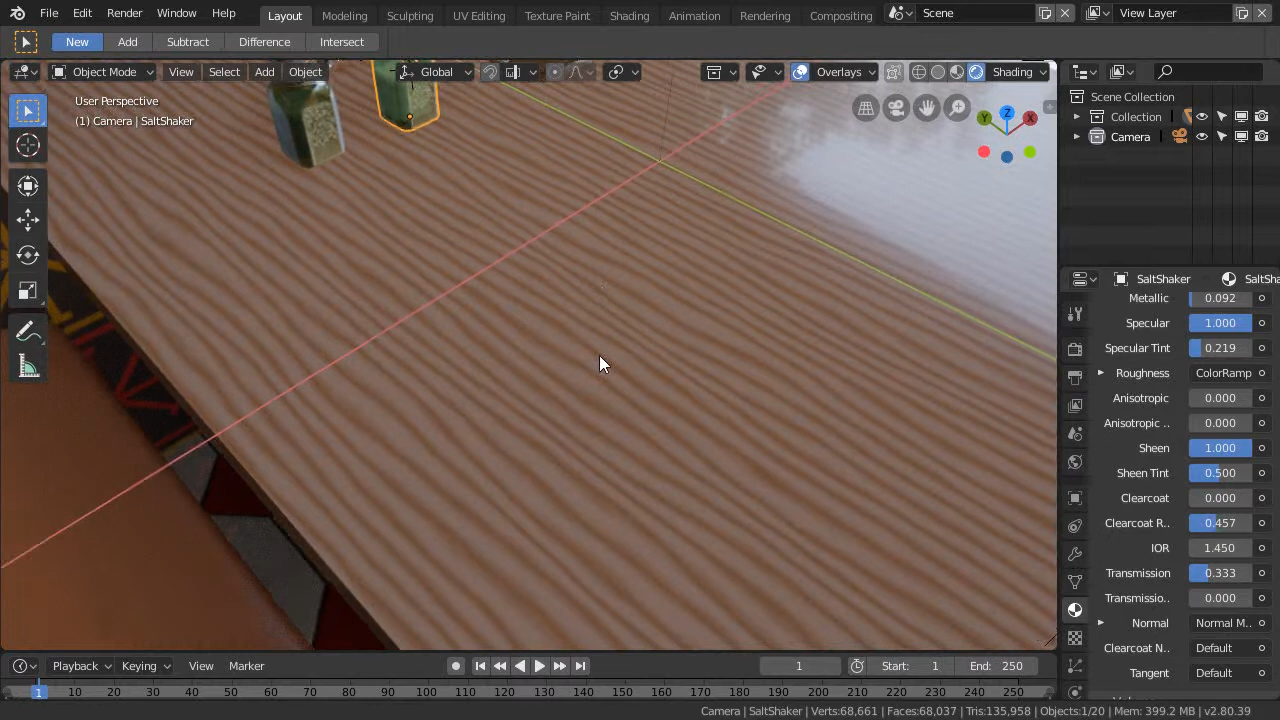 File Edit Render Window Help Layout Modeling Sculpting UV Editing Texture Paint Shading Animation Rendering Compositing Scene View Layer
New Add Subtract Difference Intersect
Object Mode View Select Add Object Global Overlays Shading
User Perspective
(1) Camera | SaltShaker
Y Z X
Scene Collection
Collection
Camera
SaltShaker SaltSha
Metallic 0.092
Specular 1.000
Specular Tint 0.219
Roughness ColorRamp
Anisotropic 0.000
Anisotropic .. 0.000
Sheen 1.000
Sheen Tint 0.500
Clearcoat 0.000
Clearcoat R.. 0.457
IOR 1.450
Transmission 0.333
Transmissio.. 0.000
Normal Normal M..
Clearcoat N.. Default
Tangent Default
Playback Keying View Marker 1 Start: 1 End: 250
1 10 20 30 40 50 60 70 80 90 100 110 120 130 140 150 160 170 180 190 200 210 220 230 240 250
Camera | SaltShaker | Verts:68,661 | Faces:68,037 | Tris:135,958 | Objects:1/20 | Mem: 399.2 MB | v2.80.39